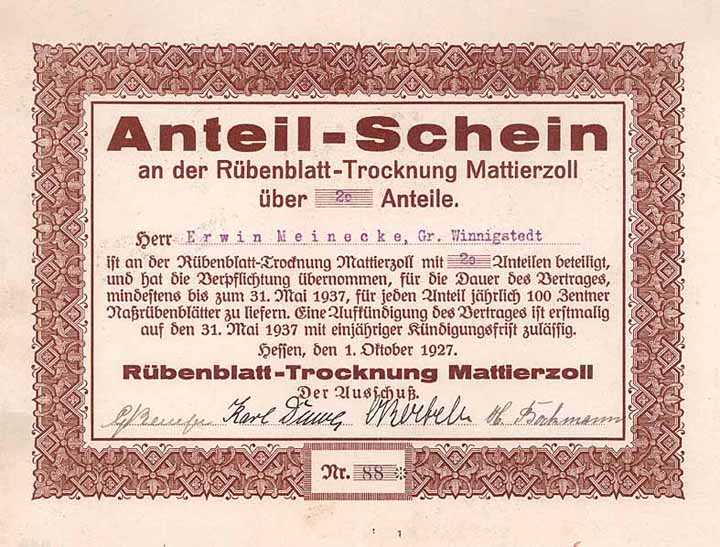 Anteil-Schein
an der Rübenblatt-Trocknung Mattierzoll
über 20 Anteile.
Herr Erwin Meinecke, Gr. Winnigstedt
ist an der Rübenblatt-Trocknung Mattierzoll mit 20 Anteilen beteiligt,
und hat die Verpflichtung übernommen, für die Dauer des Vertrages,
mindestens bis zum 31. Mai 1937, für jeden Anteil jährlich 100 Zentner
Naßrübenblätter zu liefern. Eine Aufkündigung des Vertrages ist erstmalig
auf den 31. Mai 1937 mit einjähriger Kündigungsfrist zulässig.
Hessen, den 1. Oktober 1927.
Rübenblatt-Trocknung Mattierzoll
Der Ausschuß.
Karl Düwel H. Bockmann
Nr. 88 *